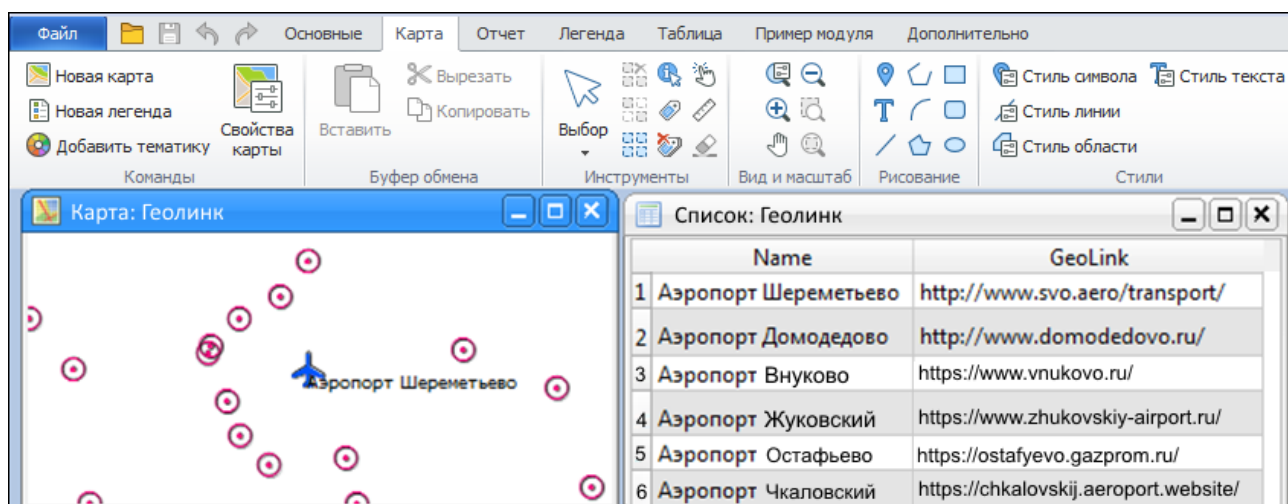 Файл Основные Карта Отчет Легенда Таблица Пример модуля Дополнительно
Новая карта
Новая легенда
Добавить тематику
Свойства
карты
Команды
Вставить
Вырезать
Копировать
Буфер обмена
Выбор
Инструменты
Вид и масштаб
T
Рисование
Стиль символа
Стиль линии
Стиль области
Стиль текста
Стили
Карта: Геолинк
Аэропорт Шереметьево
Список: Геолинк
Name GeoLink
1 Аэропорт Шереметьево http://www.svo.aero/transport/
2 Аэропорт Домодедово http://www.domodedovo.ru/
3 Аэропорт Внуково https://www.vnukovo.ru/
4 Аэропорт Жуковский https://www.zhukovskiy-airport.ru/
5 Аэропорт Остафьево https://ostafyevo.gazprom.ru/
6 Аэропорт Чкаловский https://chkalovskij.aeroport.website/